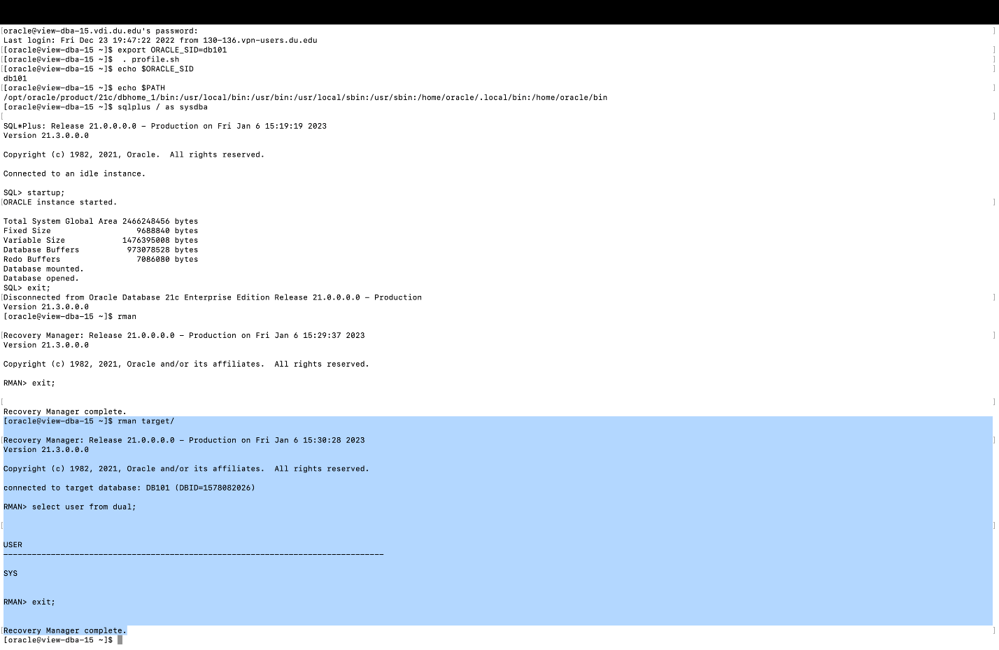 oracle@view-dba-15.vdi.du.edu's password:
Last login: Fri Dec 23 19:47:22 2022 from 130-136.vpn-users.du.edu
[oracle@view-dba-15 ~]$ export ORACLE_SID=db101
[oracle@view-dba-15 ~]$  . profile.sh
[oracle@view-dba-15 ~]$ echo $ORACLE_SID
db101
[oracle@view-dba-15 ~]$ echo $PATH
/opt/oracle/product/21c/dbhome_1/bin:/usr/local/bin:/usr/bin:/usr/local/sbin:/usr/sbin:/home/oracle/.local/bin:/home/oracle/bin
[oracle@view-dba-15 ~]$ sqlplus / as sysdba
SQL*Plus: Release 21.0.0.0.0 – Production on Fri Jan 6 15:19:19 2023
Version 21.3.0.0.0
Copyright (c) 1982, 2021, Oracle.  All rights reserved.
Connected to an idle instance.
SQL> startup;
ORACLE instance started.
Total System Global Area 2466248456 bytes
Fixed Size                  9688840 bytes
Variable Size            1476395008 bytes
Database Buffers          973078528 bytes
Redo Buffers                7086080 bytes
Database mounted.
Database opened.
SQL> exit;
Disconnected from Oracle Database 21c Enterprise Edition Release 21.0.0.0.0 – Production
Version 21.3.0.0.0
[oracle@view-dba-15 ~]$ rman
Recovery Manager: Release 21.0.0.0.0 – Production on Fri Jan 6 15:29:37 2023
Version 21.3.0.0.0
Copyright (c) 1982, 2021, Oracle and/or its affiliates.  All rights reserved.
RMAN> exit;
Recovery Manager complete.
[oracle@view-dba-15 ~]$ rman target/
Recovery Manager: Release 21.0.0.0.0 – Production on Fri Jan 6 15:30:28 2023
Version 21.3.0.0.0
Copyright (c) 1982, 2021, Oracle and/or its affiliates.  All rights reserved.
connected to target database: DB101 (DBID=1578082026)
RMAN> select user from dual;
USER
--------------------------------------------------------------------------------
SYS
RMAN> exit;
Recovery Manager complete.
[oracle@view-dba-15 ~]$